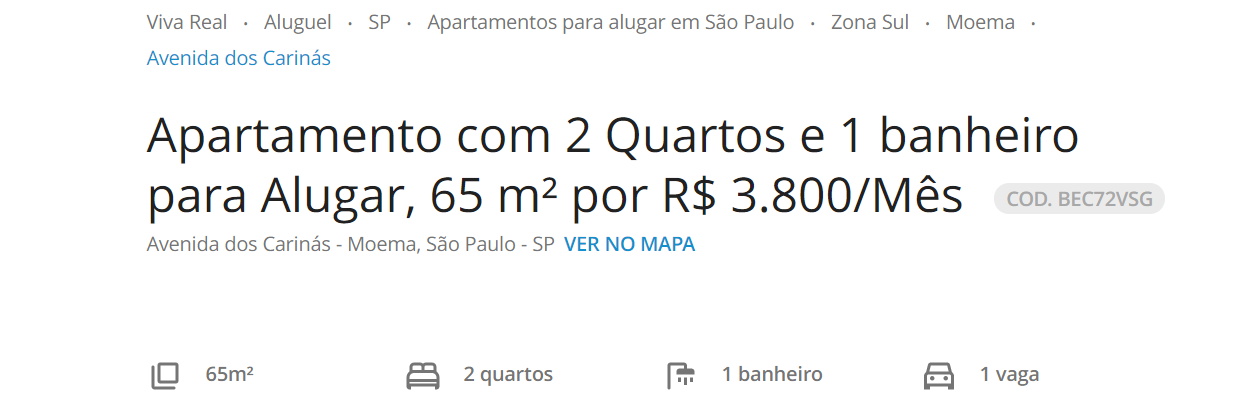 Viva Real • Aluguel • SP • Apartamentos para alugar em São Paulo • Zona Sul • Moema •
Avenida dos Carinás
Apartamento com 2 Quartos e 1 banheiro
para Alugar, 65 m² por R$ 3.800/Mês COD. BEC72VSG
Avenida dos Carinás - Moema, São Paulo - SP VER NO MAPA
65m² 2 quartos 1 banheiro 1 vaga